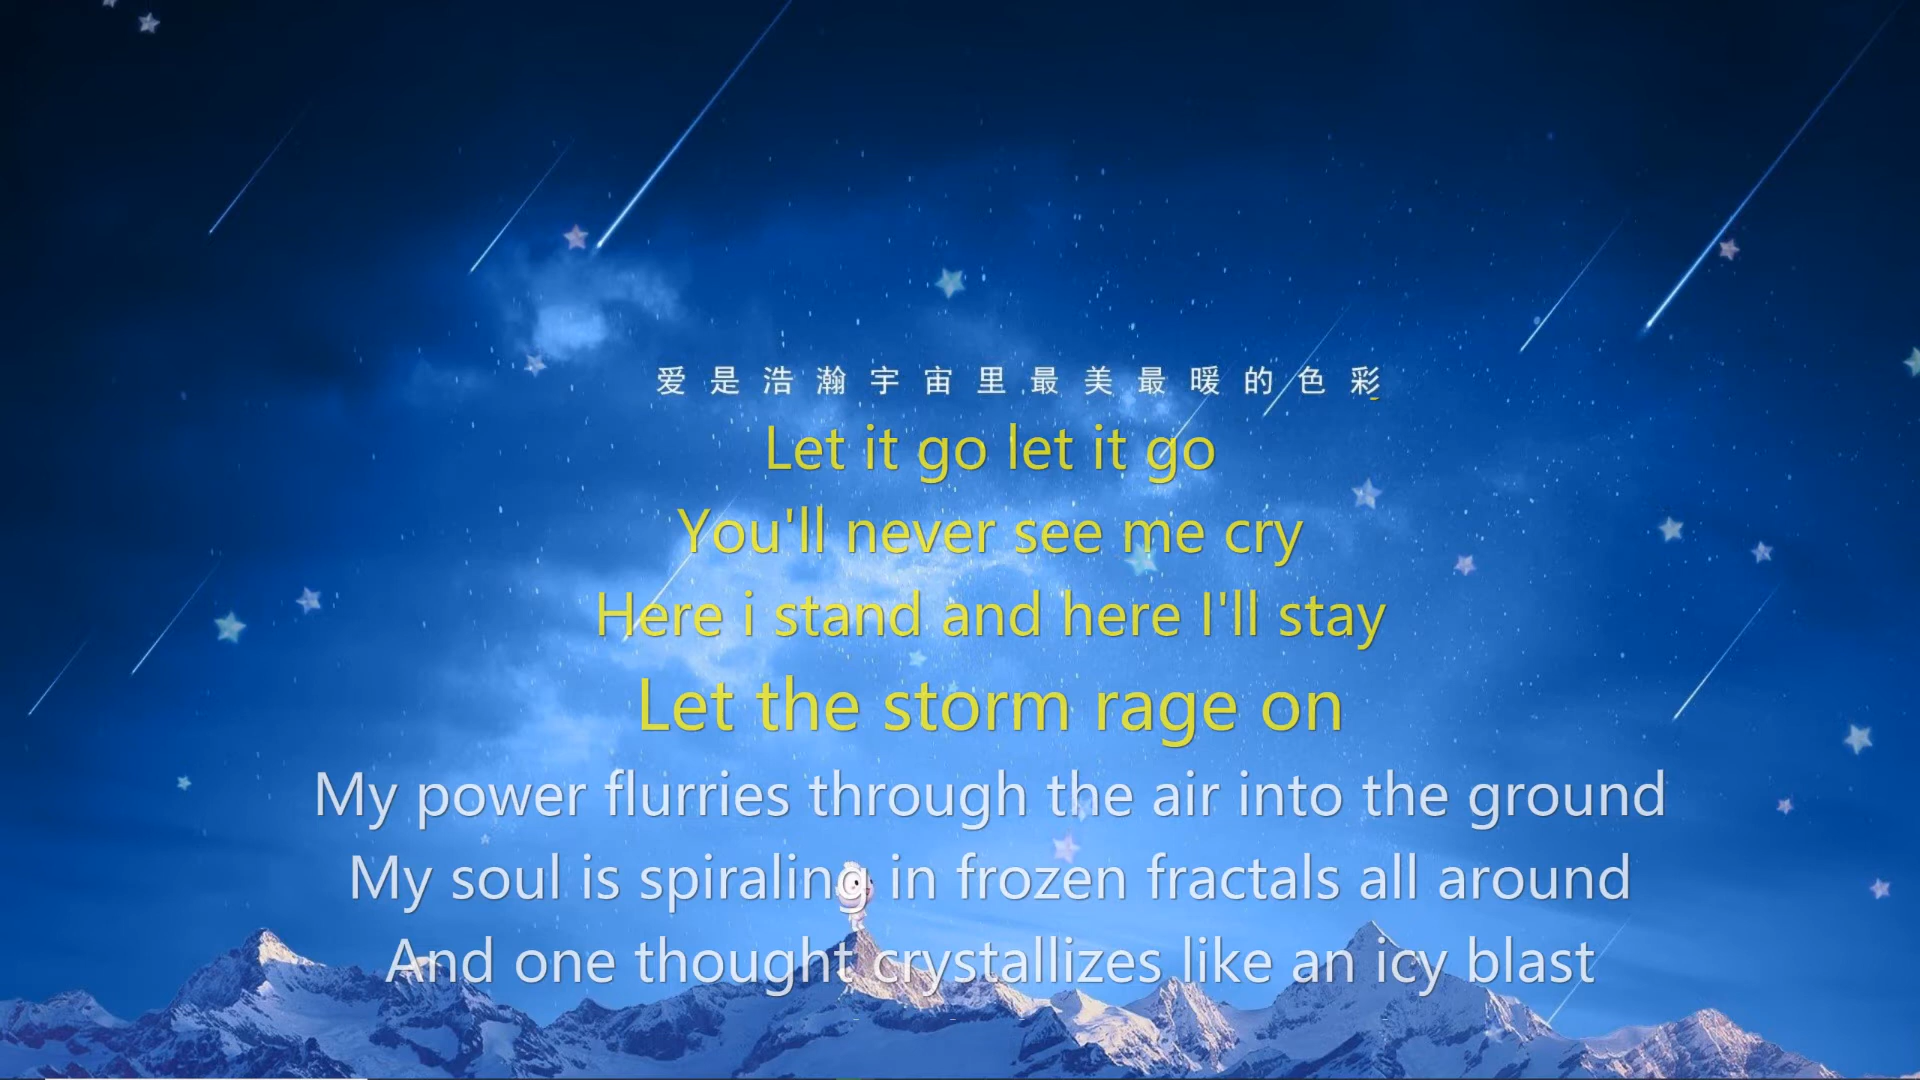 爱是浩瀚宇宙里最美最暖的色彩
Let it go let it go
You'll never see me cry
Here i stand and here I'll stay
Let the storm rage on
My power flurries through the air into the ground
My soul is spiraling in frozen fractals all around
And one thought crystallizes like an icy blast